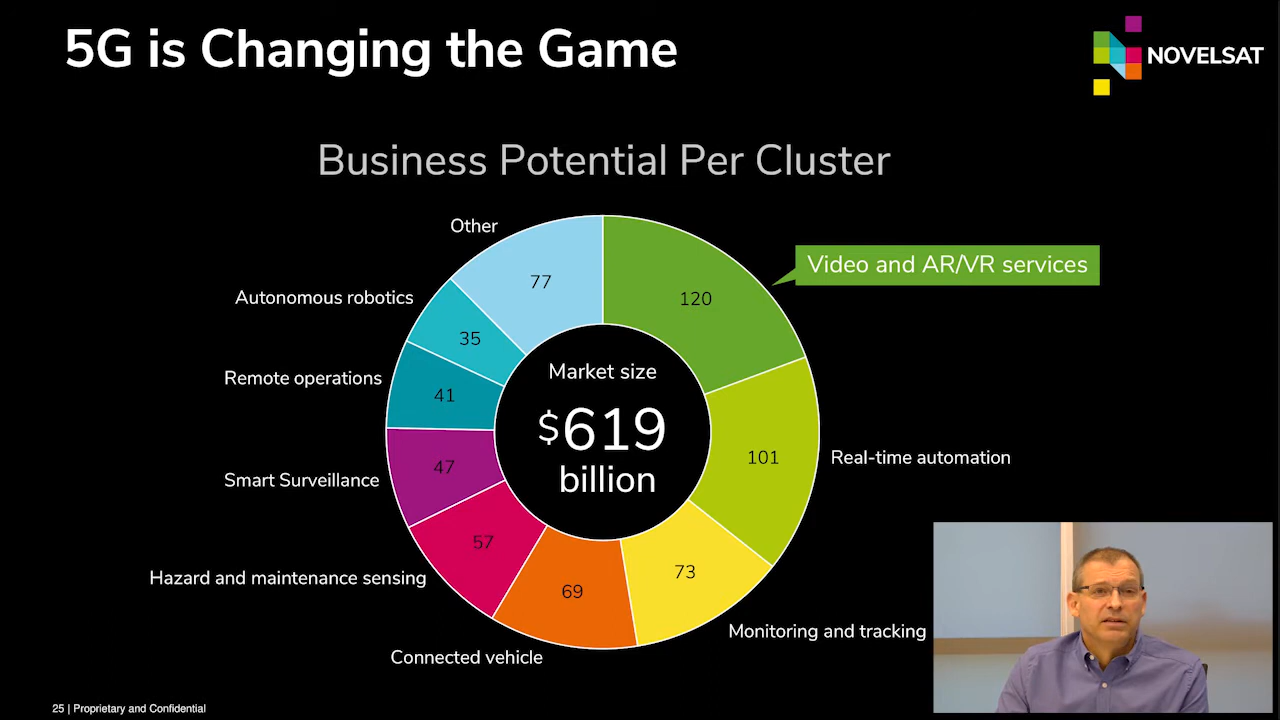 5G is Changing the Game
NOVELSAT
Business Potential Per Cluster
Other
77
120
Video and AR/VR services
Autonomous robotics
35
Remote operations
41
Market size
$619
billion
101
Real-time automation
Smart Surveillance
47
57
Hazard and maintenance sensing
69
73
Monitoring and tracking
Connected vehicle
25 | Proprietary and Confidential